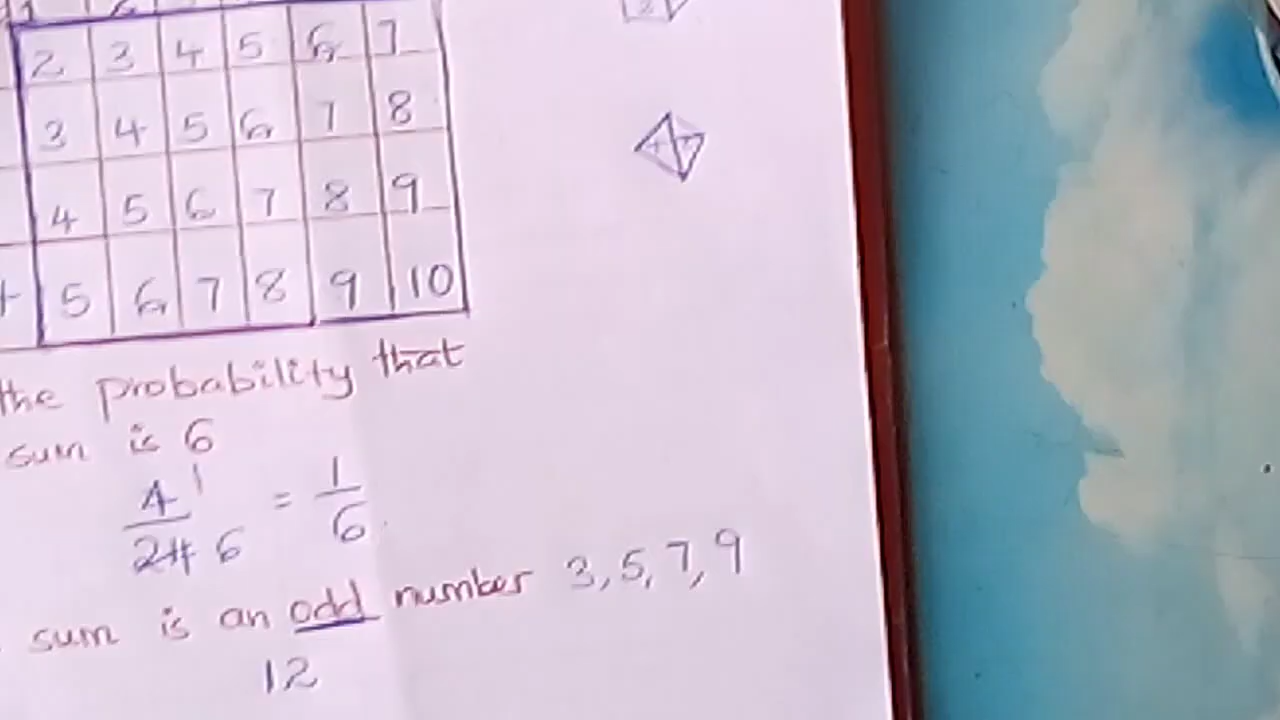 2 3 4 5 6 7
3 4 5 6 7 8
4 5 6 7 8 9
5 6 7 8 9 10
the probability that
sum is 6
4 1 = 1
24 6 6
sum is an odd number 3, 5, 7, 9
12